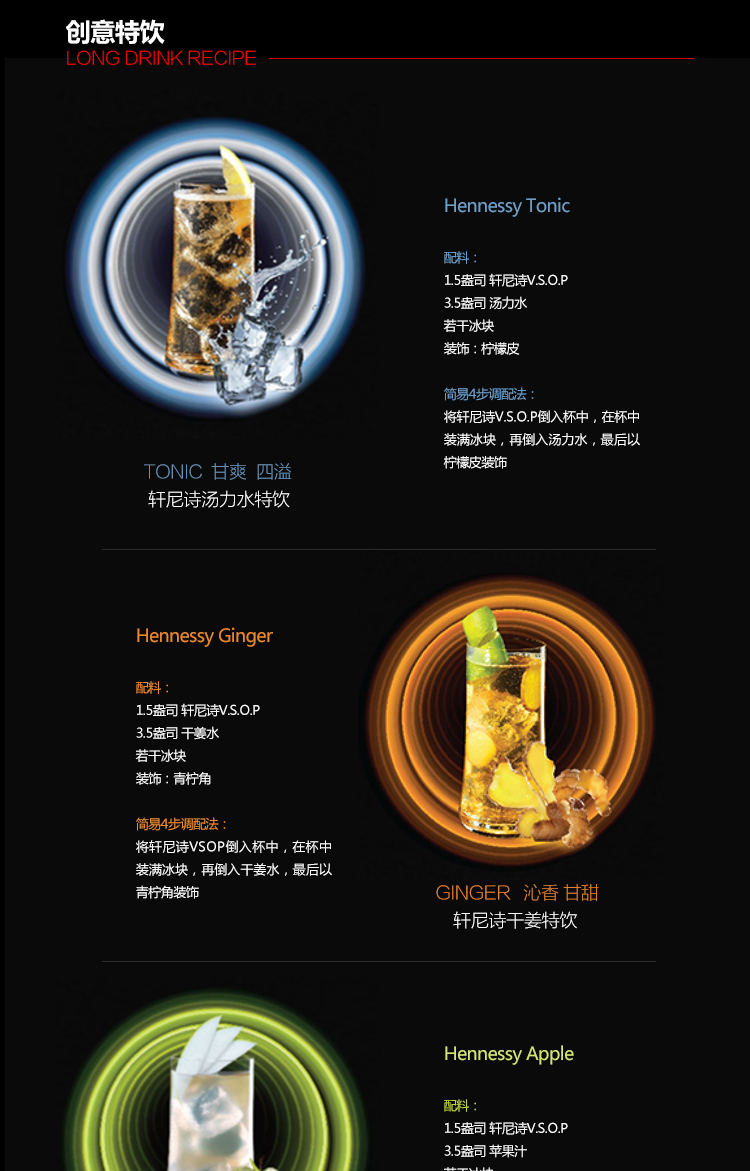 创意特饮
LONG DRINK RECIPE
Hennessy Tonic
配料：
1.5盎司 轩尼诗V.S.O.P
3.5盎司 汤力水
若干冰块
装饰：柠檬皮
简易4步调配法：
将轩尼诗V.S.O.P倒入杯中，在杯中
装满冰块，再倒入汤力水，最后以
柠檬皮装饰
TONIC 甘爽 四溢
轩尼诗汤力水特饮
Hennessy Ginger
配料：
1.5盎司 轩尼诗V.S.O.P
3.5盎司 干姜水
若干冰块
装饰：青柠角
简易4步调配法：
将轩尼诗VSOP倒入杯中，在杯中
装满冰块，再倒入干姜水，最后以
青柠角装饰
GINGER 沁香 甘甜
轩尼诗干姜特饮
Hennessy Apple
配料：
1.5盎司 轩尼诗V.S.O.P
3.5盎司 苹果汁